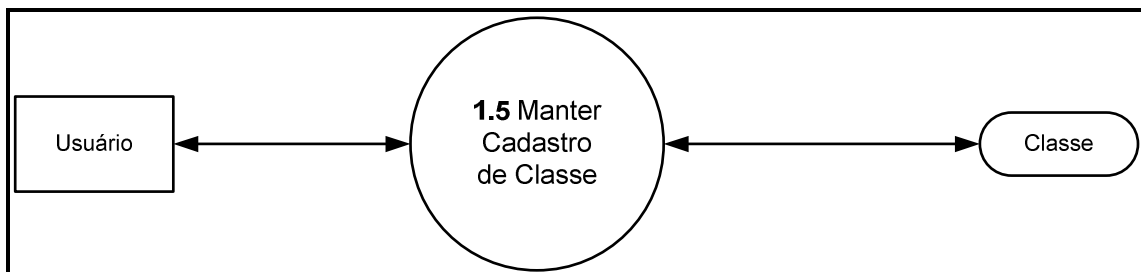 Usuário
1.5 Manter
Cadastro
de Classe
Classe